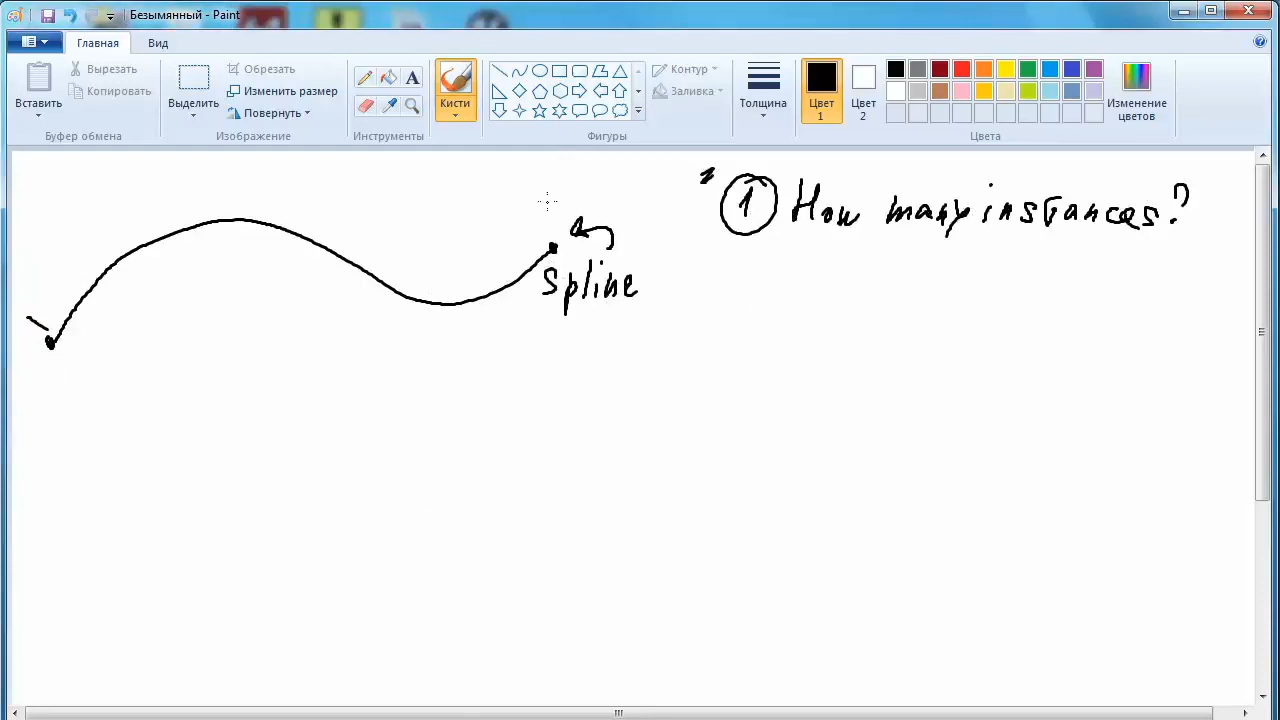 Безымянный - Paint
Главная
Вид
Вставить
Вырезать
Копировать
Буфер обмена
Выделить
Обрезать
Изменить размер
Повернуть
Изображение
A
Инструменты
Кисти
Фигуры
Контур
Заливка
Толщина
Цвет 1
Цвет 2
Изменение цветов
Цвета
1 How many instances?
Spline